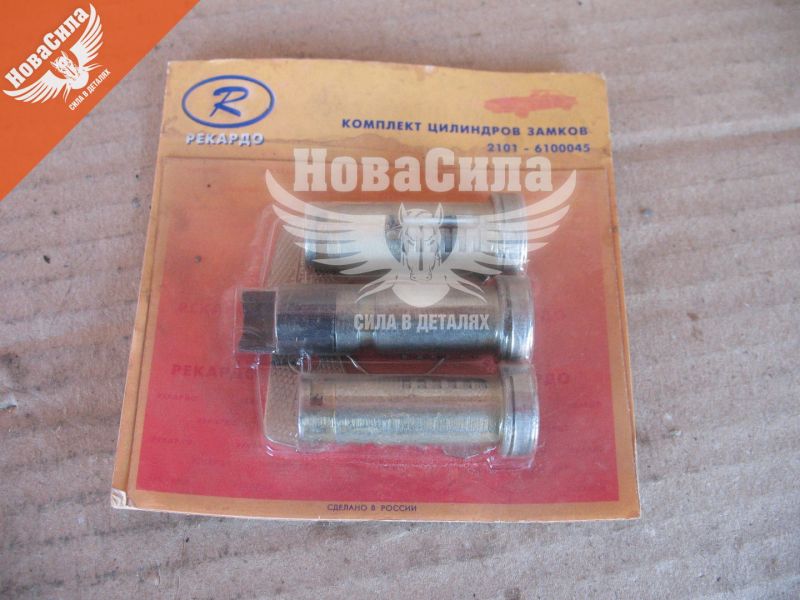 НоваСила
СИЛА В ДЕТАЛЯХ
R
РЕКАРДО
КОМПЛЕКТ ЦИЛИНДРОВ ЗАМКОВ
2101 - 6100045
НоваСила
СИЛА В ДЕТАЛЯХ
РЕКАРДО
СДЕЛАНО В РОССИИ